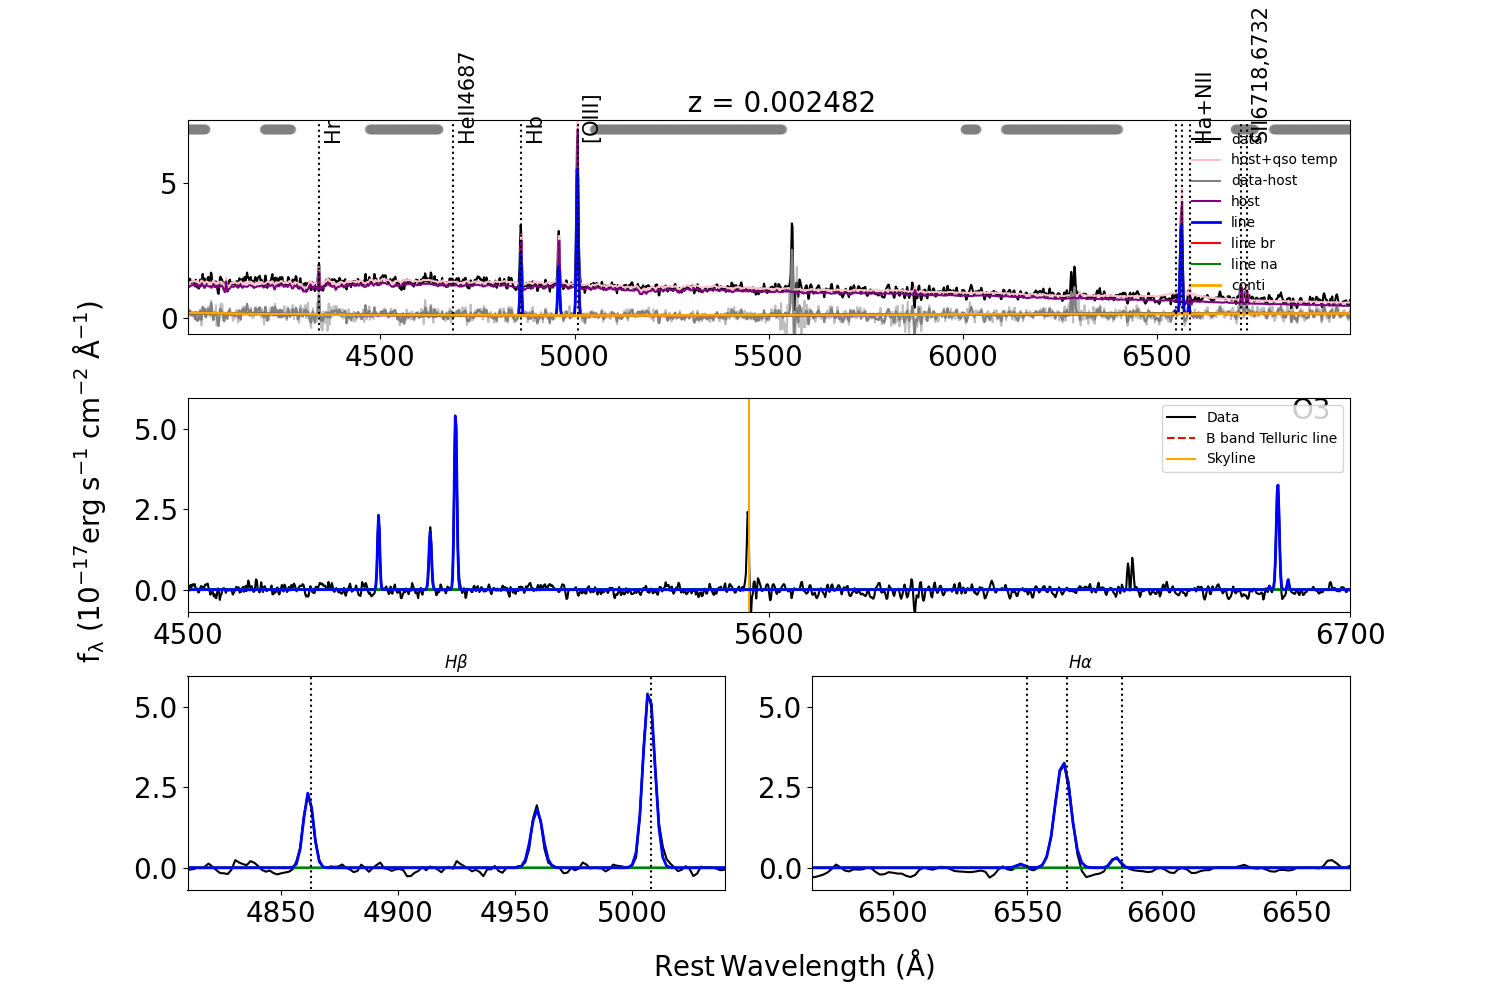 z = 0.002482
Hr
HeII4687
Hb
[OIII]
Ha+NII
SII6718,6732
data
host+qso temp
data-host
host
line
line br
line na
conti
5
0
4500
5000
5500
6000
6500
O3
Data
B band Telluric line
Skyline
5.0
2.5
0.0
4500
5600
6700
fλ (10⁻¹⁷erg s⁻¹ cm⁻² Å⁻¹)
Hβ
5.0
2.5
0.0
4850
4900
4950
5000
Hα
5.0
2.5
0.0
6500
6550
6600
6650
Rest Wavelength (Å)